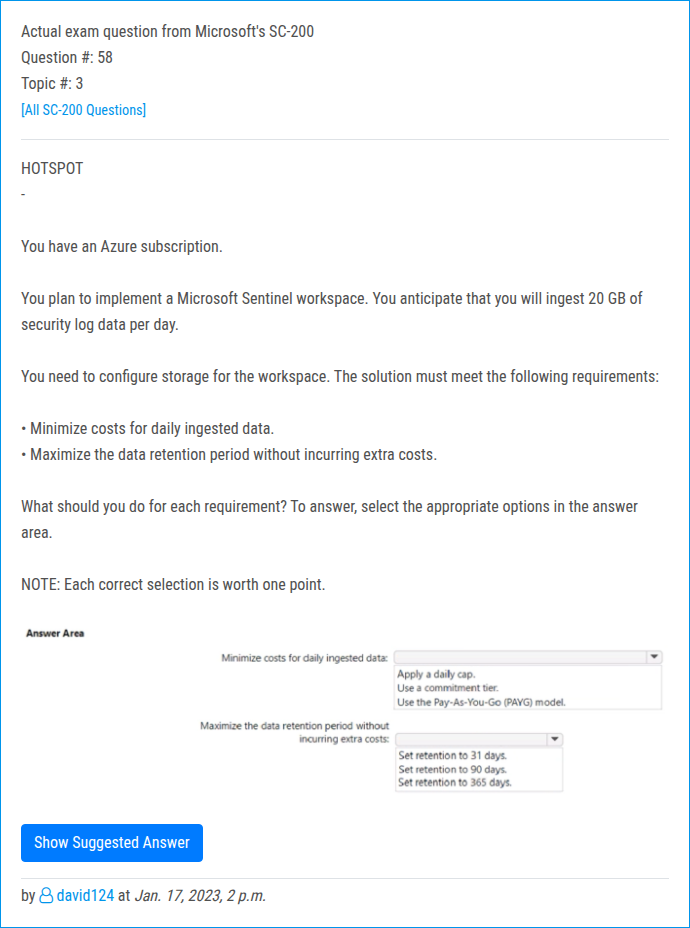 Actual exam question from Microsoft's SC-200
Question #: 58
Topic #: 3
[All SC-200 Questions]
HOTSPOT
-
You have an Azure subscription.
You plan to implement a Microsoft Sentinel workspace. You anticipate that you will ingest 20 GB of
security log data per day.
You need to configure storage for the workspace. The solution must meet the following requirements:
• Minimize costs for daily ingested data.
• Maximize the data retention period without incurring extra costs.
What should you do for each requirement? To answer, select the appropriate options in the answer
area.
NOTE: Each correct selection is worth one point.
Answer Area
Minimize costs for daily ingested data:
Apply a daily cap.
Use a commitment tier.
Use the Pay-As-You-Go (PAYG) model.
Maximize the data retention period without
incurring extra costs:
Set retention to 31 days.
Set retention to 90 days.
Set retention to 365 days.
Show Suggested Answer
by david124 at Jan. 17, 2023, 2 p.m.